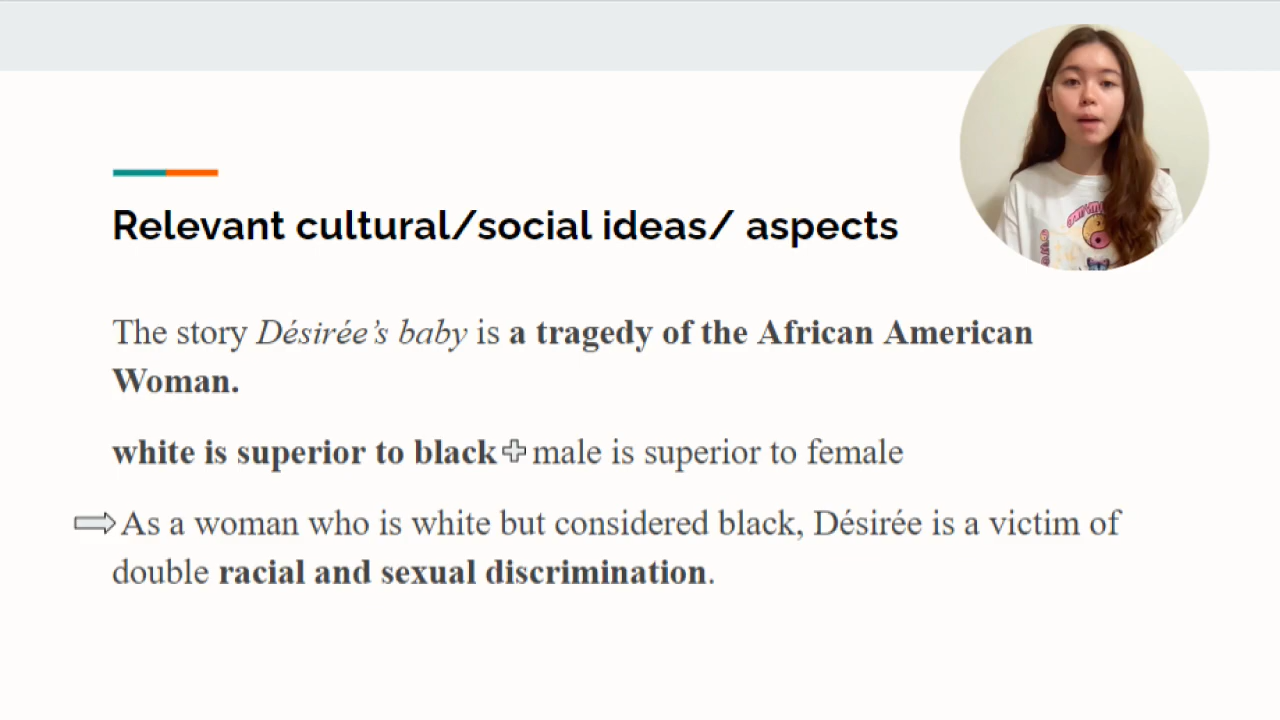 Relevant cultural/social ideas/ aspects
The story Désirée’s baby is a tragedy of the African American
Woman.
white is superior to black male is superior to female
As a woman who is white but considered black, Désirée is a victim of
double racial and sexual discrimination.